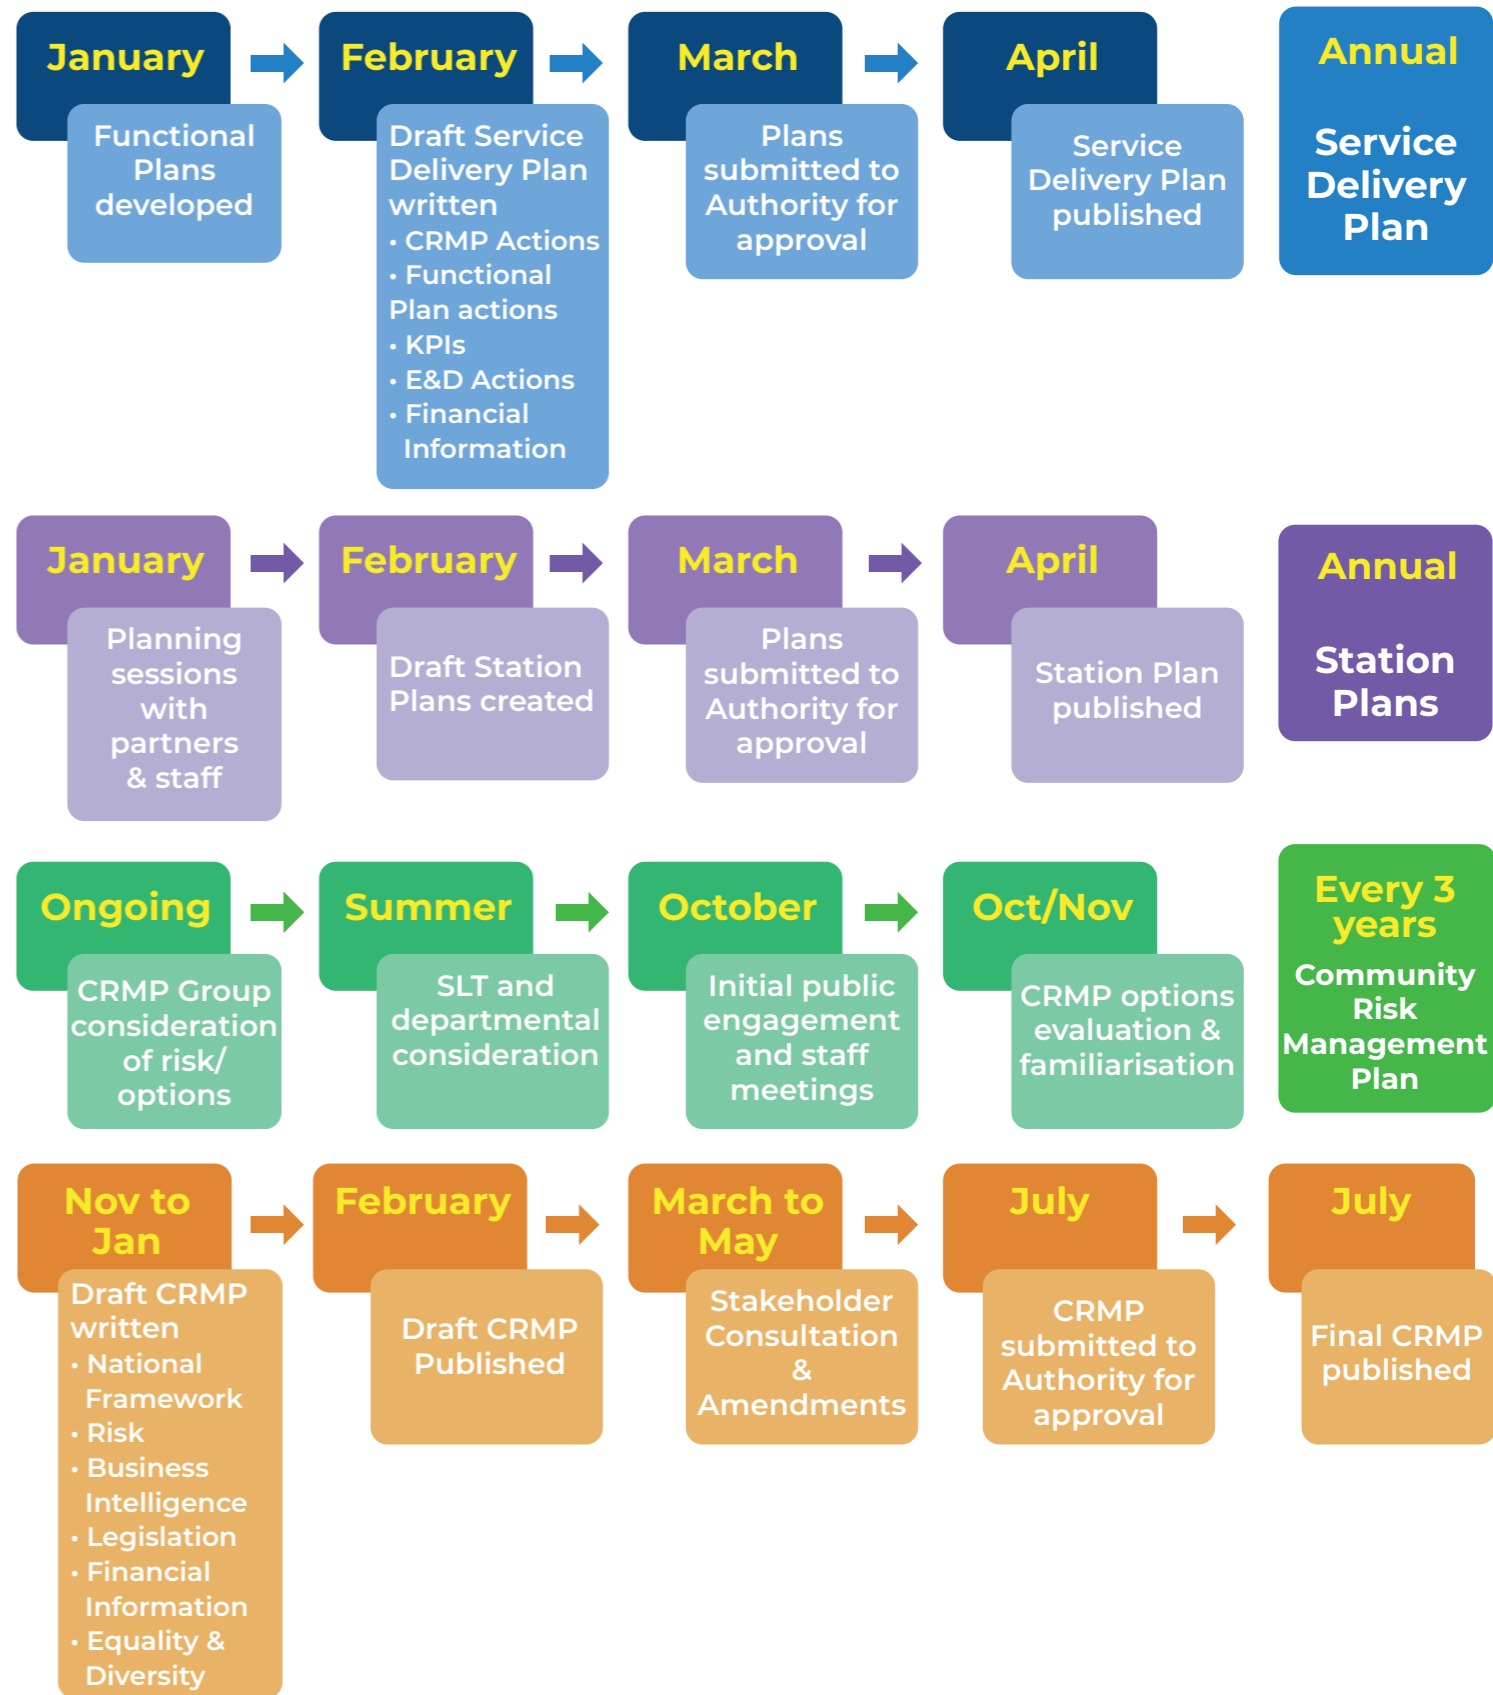 January
Functional
Plans
developed
February
Draft Service
Delivery Plan
written
• CRMP Actions
• Functional
Plan actions
• KPIs
• E&D Actions
• Financial
Information
March
Plans
submitted to
Authority for
approval
April
Service
Delivery Plan
published
Annual
Service
Delivery
Plan
January
Planning
sessions
with
partners
& staff
February
Draft Station
Plans created
March
Plans
submitted to
Authority for
approval
April
Station Plan
published
Annual
Station
Plans
Ongoing
CRMP Group
consideration
of risk/
options
Summer
SLT and
departmental
consideration
October
Initial public
engagement
and staff
meetings
Oct/Nov
CRMP options
evaluation &
familiarisation
Every 3
years
Community
Risk
Management
Plan
Nov to
Jan
Draft CRMP
written
• National
Framework
• Risk
• Business
Intelligence
• Legislation
• Financial
Information
• Equality &
Diversity
February
Draft CRMP
Published
March to
May
Stakeholder
Consultation
&
Amendments
July
CRMP
submitted to
Authority for
approval
July
Final CRMP
published